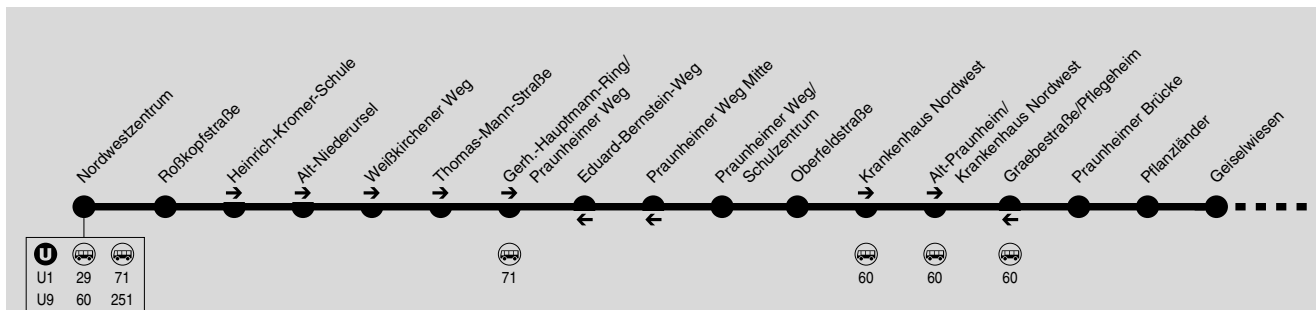 Nordwestzentrum
Roßkopfstraße
Heinrich-Kromer-Schule
Alt-Niederursel
Weißkirchener Weg
Thomas-Mann-Straße
Gerh.-Hauptmann-Ring/
Praunheimer Weg
Eduard-Bernstein-Weg
Praunheimer Weg Mitte
Praunheimer Weg/
Schulzentrum
Oberfeldstraße
Krankenhaus Nordwest
Alt-Praunheim/
Krankenhaus Nordwest
Graebestraße/Pflegeheim
Praunheimer Brücke
Pflanzländer
Geiselwiesen
U
U1 29 71
U9 60 251
71
60
60
60